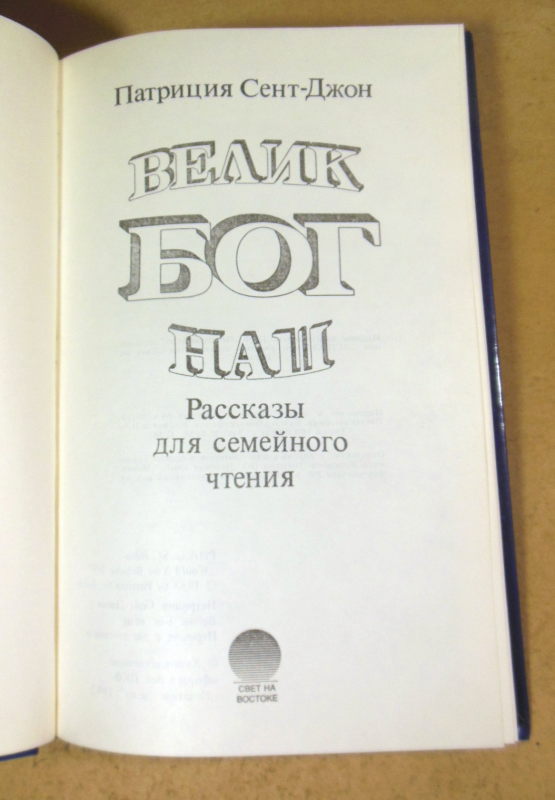 Патриция Сент-Джон
ВЕЛИК
БОГ
НАШ
Рассказы
для семейного
чтения
СВЕТ НА
ВОСТОКЕ